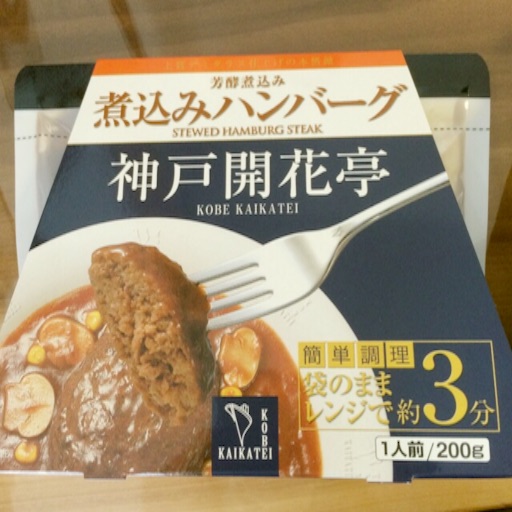 芳醇煮込み
煮込みハンバーグ
STEWED HAMBURG STEAK
神戸開花亭
KOBE KAIKATEI
簡単調理
袋のまま
レンジで約3分
KOBE
KAIKATEI
1人前/200g